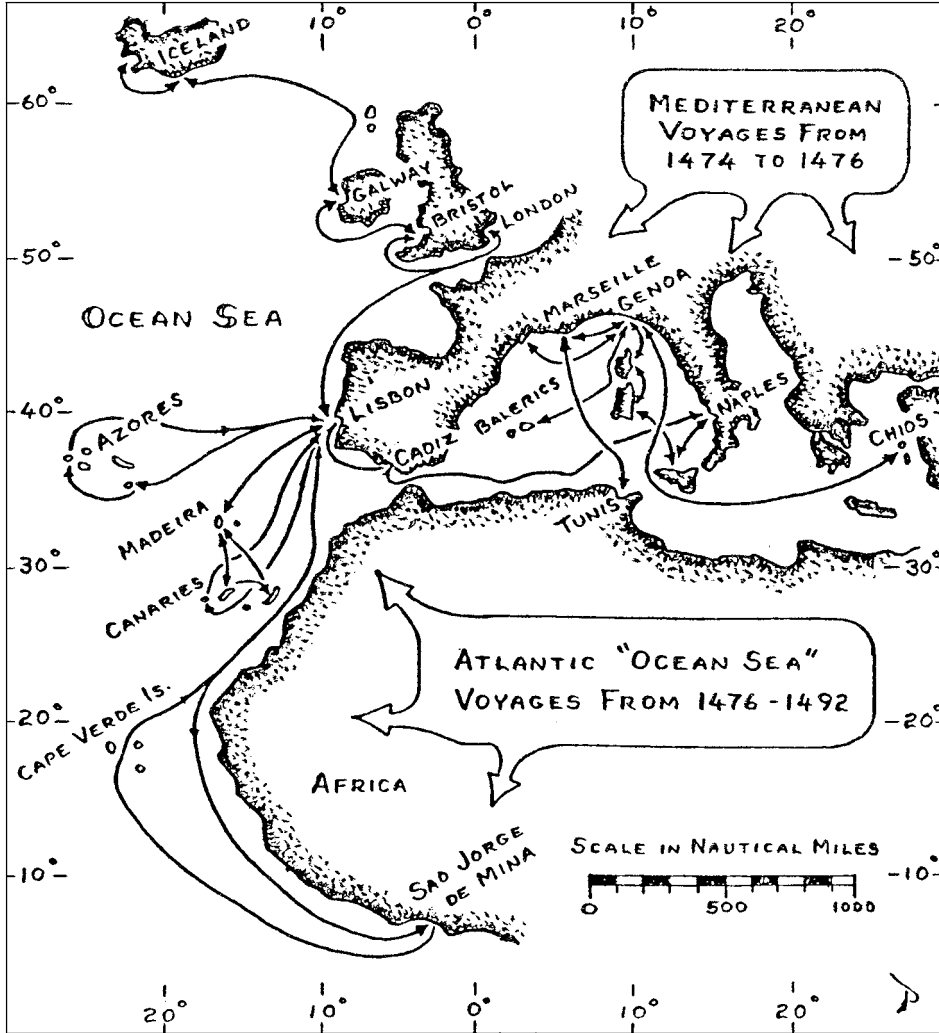 10°
0°
10°
20°
ICELAND
60°
MEDITERRANEAN
VOYAGES FROM
1474 TO 1476
GALWAY
BRISTOL
LONDON
50°
50°
OCEAN SEA
MARSEILLE
GENOA
LISBON
BALERICS
NAPLES
40°
AZORES
CADIZ
CHIOS
MADEIRA
TUNIS
30°
30°
CANARIES
ATLANTIC "OCEAN SEA"
VOYAGES FROM 1476-1492
CAPE VERDE IS.
20°
20°
AFRICA
SAO JORGE
DE MINA
SCALE IN NAUTICAL MILES
0 500 1000
10°
10°
20°
10°
0°
10°
20°